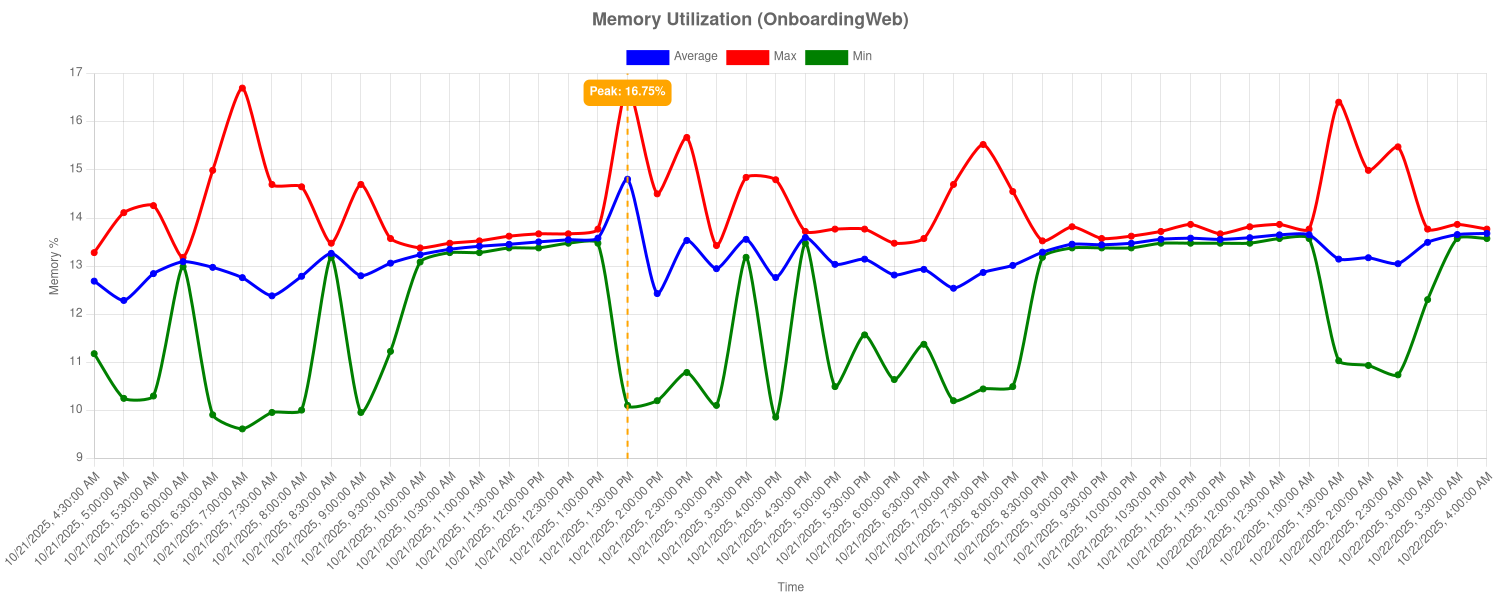 Memory Utilization (OnboardingWeb)
Average
Max
Min
Peak: 16.75%
17
16
15
14
13
12
11
10
9
Memory %
10/21/2025, 4:30:00 AM
10/21/2025, 5:00:00 AM
10/21/2025, 5:30:00 AM
10/21/2025, 6:00:00 AM
10/21/2025, 6:30:00 AM
10/21/2025, 7:00:00 AM
10/21/2025, 7:30:00 AM
10/21/2025, 8:00:00 AM
10/21/2025, 8:30:00 AM
10/21/2025, 9:00:00 AM
10/21/2025, 9:30:00 AM
10/21/2025, 10:00:00 AM
10/21/2025, 10:30:00 AM
10/21/2025, 11:00:00 AM
10/21/2025, 11:30:00 AM
10/21/2025, 12:00:00 PM
10/21/2025, 12:30:00 PM
10/21/2025, 1:00:00 PM
10/21/2025, 1:30:00 PM
10/21/2025, 2:00:00 PM
10/21/2025, 2:30:00 PM
10/21/2025, 3:00:00 PM
10/21/2025, 3:30:00 PM
10/21/2025, 4:00:00 PM
10/21/2025, 4:30:00 PM
10/21/2025, 5:00:00 PM
10/21/2025, 5:30:00 PM
10/21/2025, 6:00:00 PM
10/21/2025, 6:30:00 PM
10/21/2025, 7:00:00 PM
10/21/2025, 7:30:00 PM
10/21/2025, 8:00:00 PM
10/21/2025, 8:30:00 PM
10/21/2025, 9:00:00 PM
10/21/2025, 9:30:00 PM
10/21/2025, 10:00:00 PM
10/21/2025, 10:30:00 PM
10/21/2025, 11:00:00 PM
10/21/2025, 11:30:00 PM
10/22/2025, 12:00:00 AM
10/22/2025, 12:30:00 AM
10/22/2025, 1:00:00 AM
10/22/2025, 1:30:00 AM
10/22/2025, 2:00:00 AM
10/22/2025, 2:30:00 AM
10/22/2025, 3:00:00 AM
10/22/2025, 3:30:00 AM
10/22/2025, 4:00:00 AM
Time